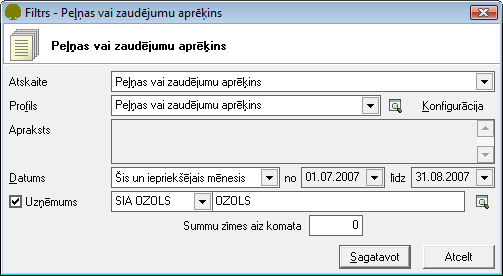 Filtrs - Peļņas vai zaudējumu aprēķins
Peļņas vai zaudējumu aprēķins
Atskaite Peļņas vai zaudējumu aprēķins
Profils Peļņas vai zaudējumu aprēķins Konfigurācija
Apraksts
Datums Šis un iepriekšējais mēnesis no 01.07.2007 līdz 31.08.2007
Uzņēmums SIA OZOLS OZOLS
Summu zīmes aiz komata 0
Sagatavot Atcelt